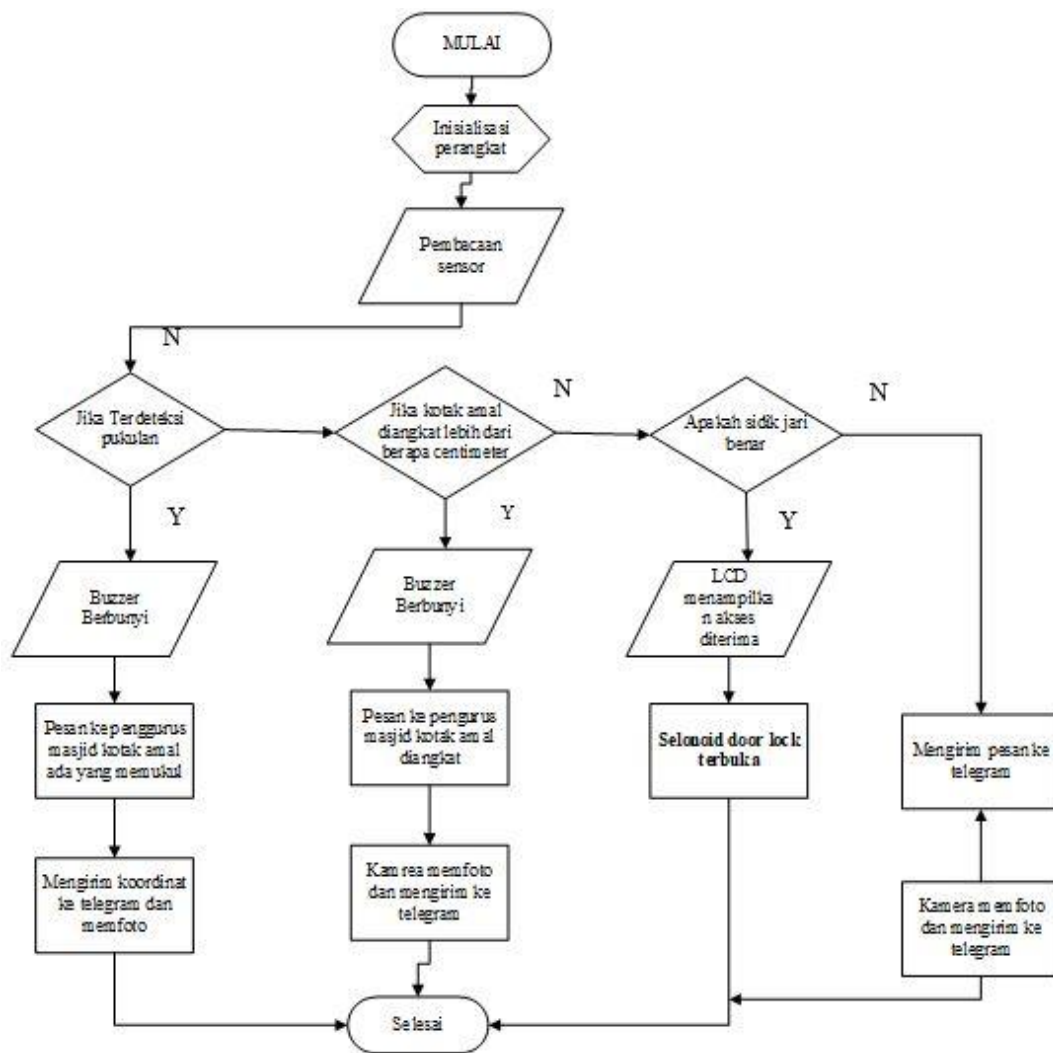 MULAI
Inisialisasi
perangkat
Pembacaan
sensor
N
Jika Terdeteksi
pukulan
Jika kotak amal
diangkat lebih dari
berapa centimeter
N
Apakah sidik jari
benar
N
Y
Y
Y
Buzzer
Berbunyi
Buzzer
Berbunyi
LCD
menampilka
n akses
diterima
Pesan ke penggurus
masjid kotak amal
ada yang memukul
Pesan ke pengurus
masjid kotak amal
diangkat
Selonoid door lock
terbuka
Mengirim pesan ke
telegram
Mengirim koordinat
ke telegram dan
memfoto
Kamrea memfoto
dan mengirim ke
telegram
Kamera memfoto
dan mengirim ke
telegram
Selesai